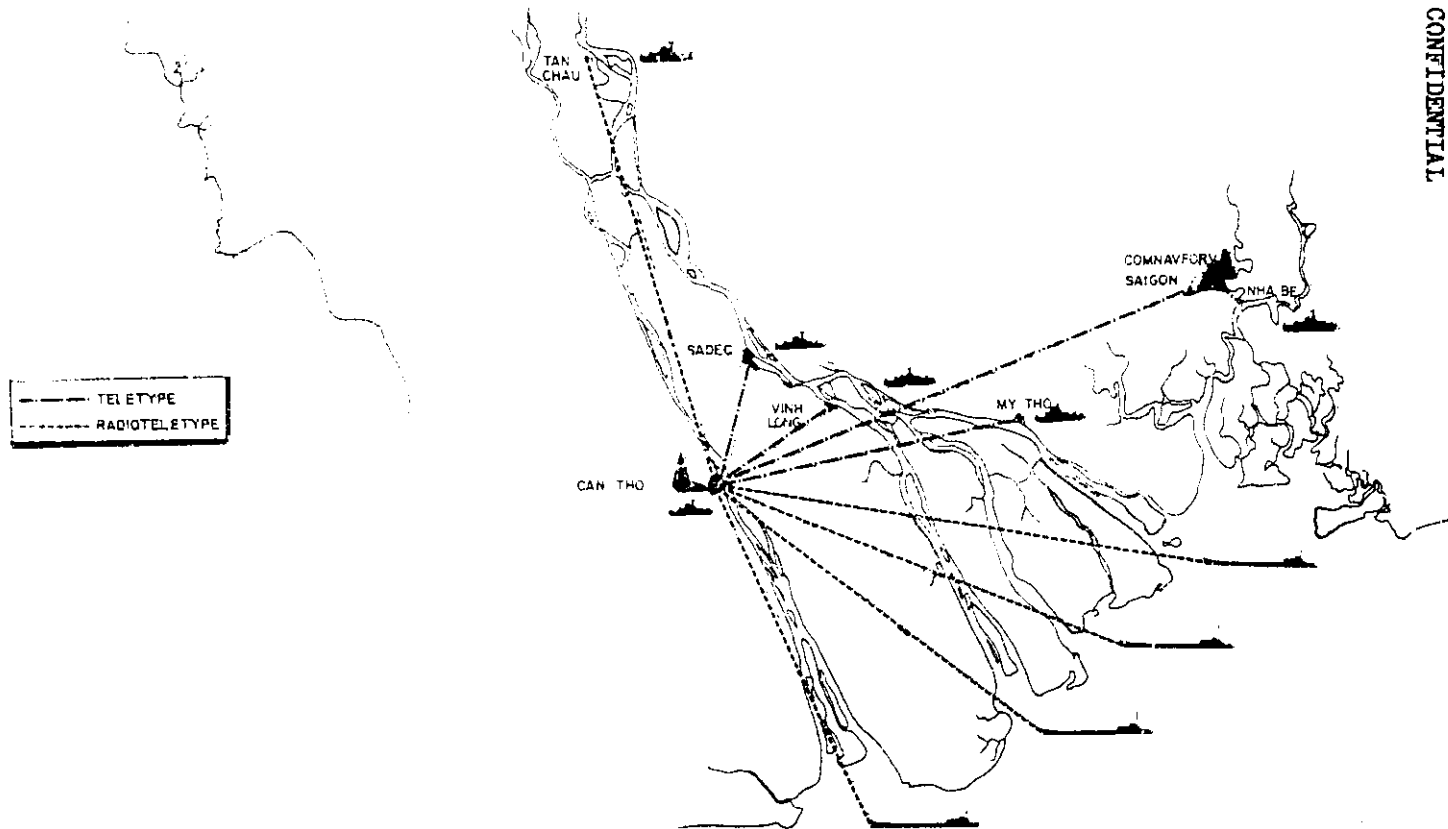 CONFIDENTIAL
TAN
CHAU
COMNAVFORV
SAIGON
NHA BE
SADEC
VINH
LONG
MY THO
CAN THO
TELETYPE
RADIOTELETYPE